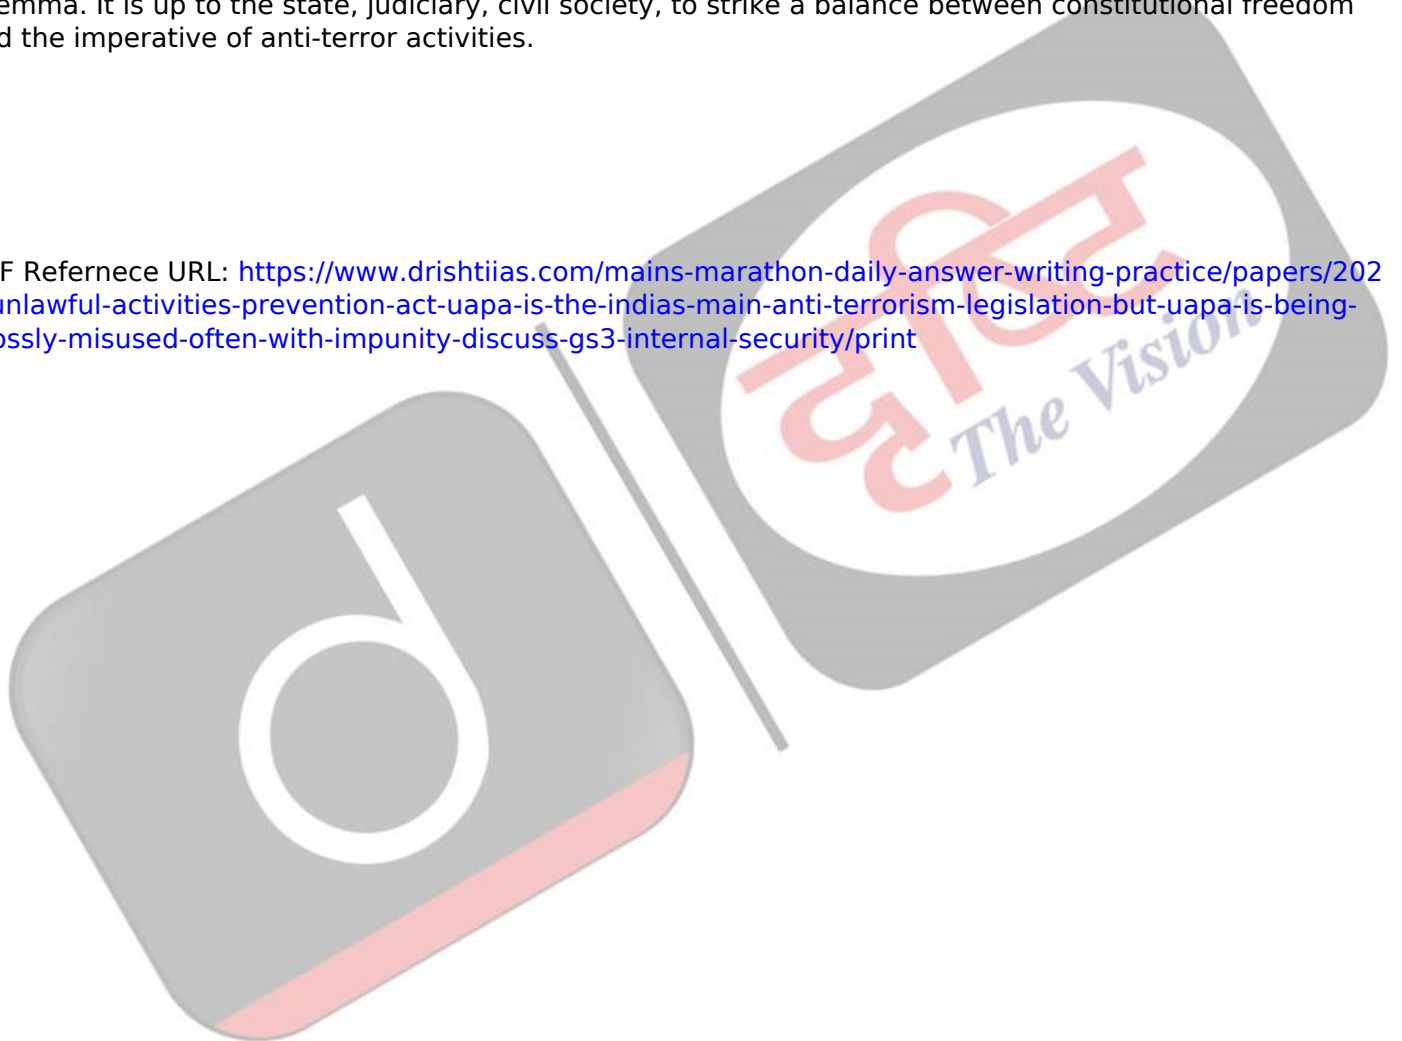 emma. It is up to the state, judiciary, civil society, to strike a balance between constitutional freedom
d the imperative of anti-terror activities.
F Refernece URL: https://www.drishtiias.com/mains-marathon-daily-answer-writing-practice/papers/202
unlawful-activities-prevention-act-uapa-is-the-indias-main-anti-terrorism-legislation-but-uapa-is-being-
ossly-misused-often-with-impunity-discuss-gs3-internal-security/print
दृष्टि
The Vision
d